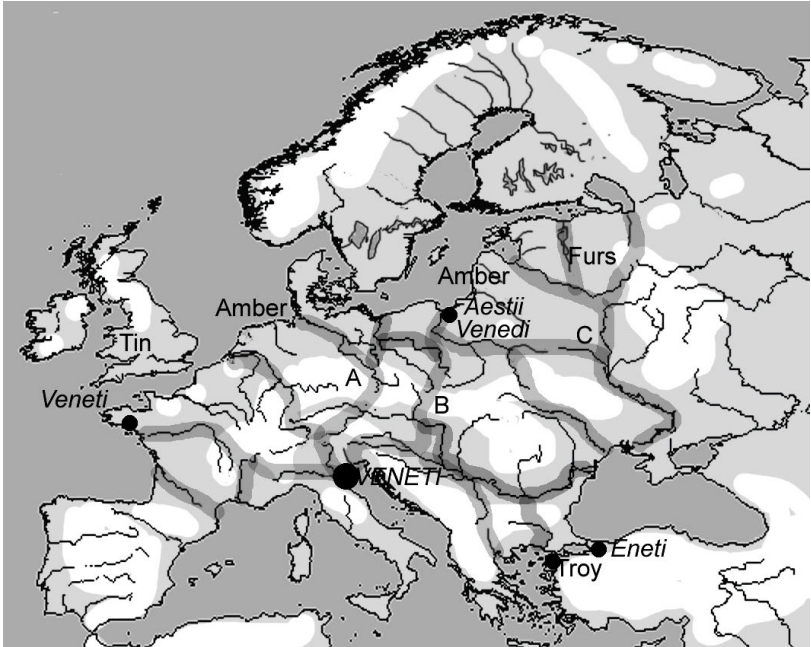 Furs
Amber
Amber
Aestii
Venedi
Tin
C
A
Veneti
B
VENETI
Eneti
Troy